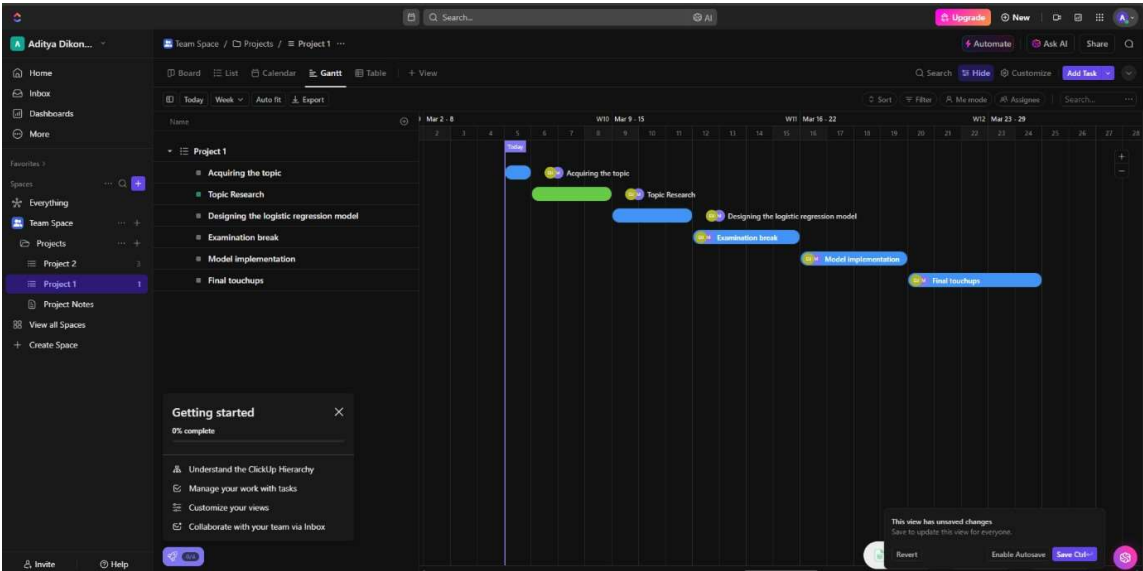 Search...
AI
Upgrade
New
A
A Aditya Dikon...
Team Space / Projects / Project 1 ...
Automate
Ask AI
Share
Home
Inbox
Dashboards
More
Favorites >
Spaces
Everything
Team Space
Projects
Project 2 3
Project 1 1
Project Notes
View all Spaces
Create Space
Invite
Help
Board
List
Calendar
Gantt
Table
+ View
Search
Hide
Customize
Add Task
Today
Week
Auto fit
Export
Sort
Filter
Me mode
Assignee
Search...
Name
Mar 2 - 8
W10 Mar 9 - 15
W11 Mar 16 - 22
W12 Mar 23 - 29
2 3 4 5 6 7 8 9 10 11 12 13 14 15 16 17 18 19 20 21 22 23 24 25 26 27 28
Today
Project 1
Acquiring the topic
Topic Research
Designing the logistic regression model
Examination break
Model implementation
Final touchups
Acquiring the topic
Topic Research
Designing the logistic regression model
Examination break
Model implementation
Final touchups
Getting started
0% complete
Understand the ClickUp Hierarchy
Manage your work with tasks
Customize your views
Collaborate with your team via Inbox
This view has unsaved changes
Save to update this view for everyone.
Revert
Enable Autosave
Save Ctrl+↵